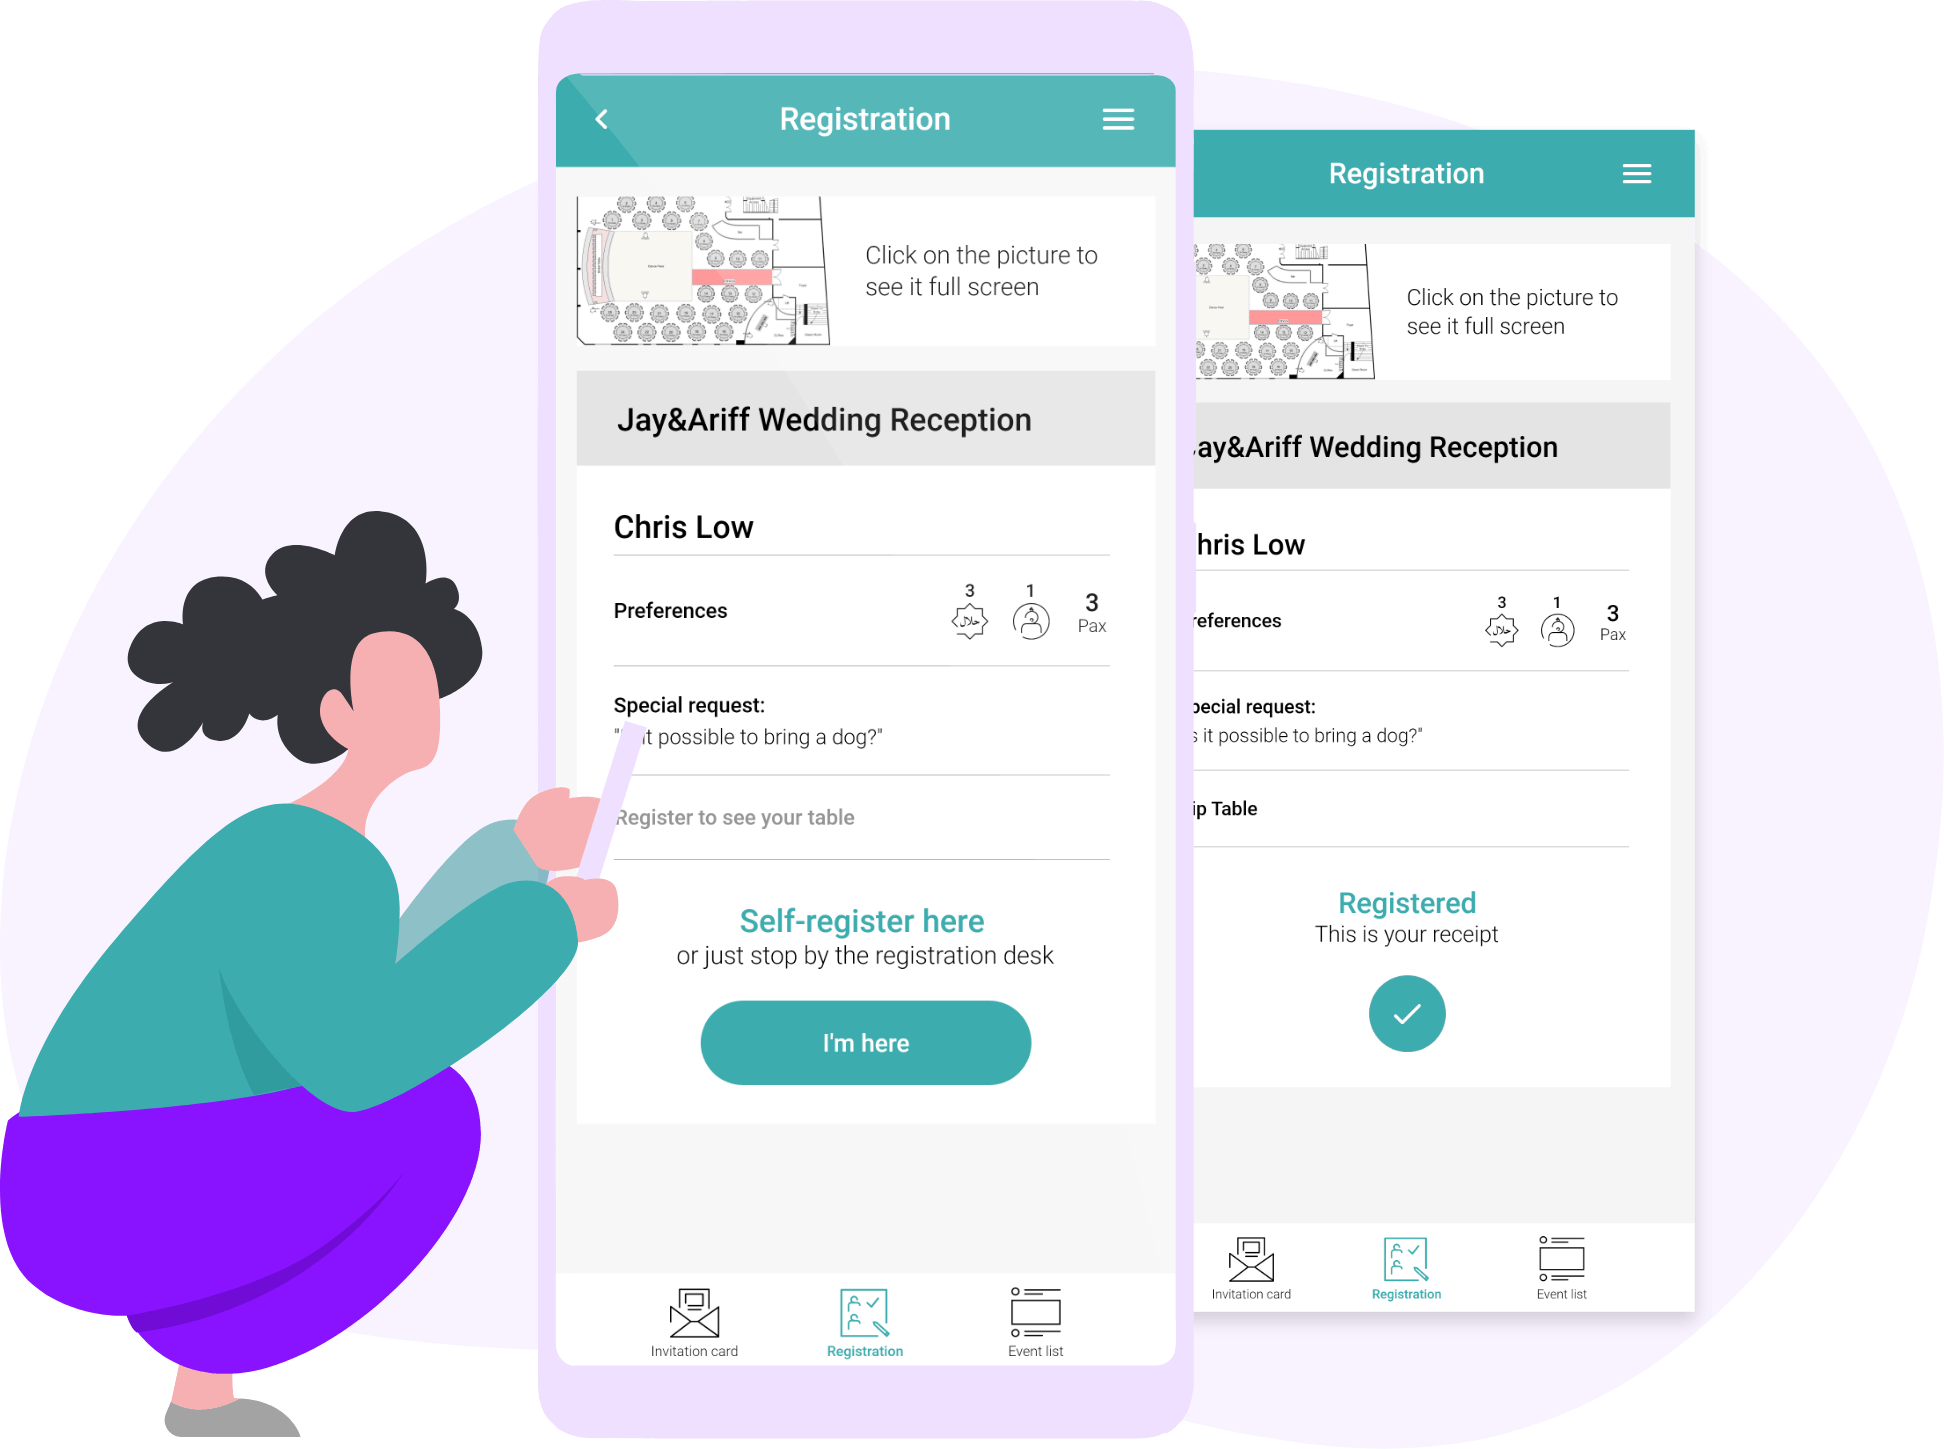 Registration
Click on the picture to
see it full screen
Jay&Ariff Wedding Reception
Chris Low
3
1
3
Preferences
حلال
Pax
Special request:
it possible to bring a dog?"
Register to see your table
Self-register here
or just stop by the registration desk
I'm here
Invitation card
Registration
Event list
Registration
Click on the picture to
see it full screen
ay&Ariff Wedding Reception
hris Low
3
1
3
references
حلال
Pax
pecial request:
s it possible to bring a dog?"
ip Table
Registered
This is your receipt
Invitation card
Registration
Event list